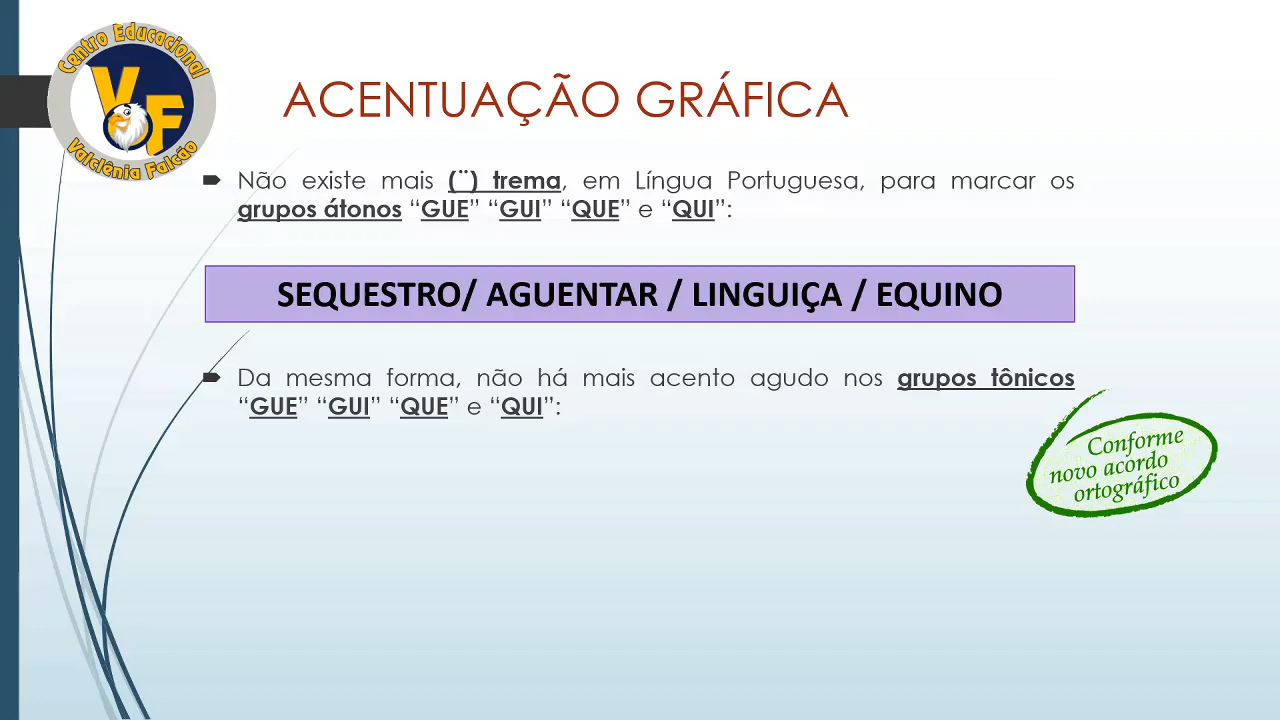 Centro Educacional
VF
Valciênia Falcão
ACENTUAÇÃO GRÁFICA
Não existe mais (¨) trema, em Língua Portuguesa, para marcar os
grupos átonos “GUE” “GUI” “QUE” e “QUI”:
SEQUESTRO/ AGUENTAR / LINGUIÇA / EQUINO
Da mesma forma, não há mais acento agudo nos grupos tônicos
“GUE” “GUI” “QUE” e “QUI”:
Conforme
novo acordo
ortográfico